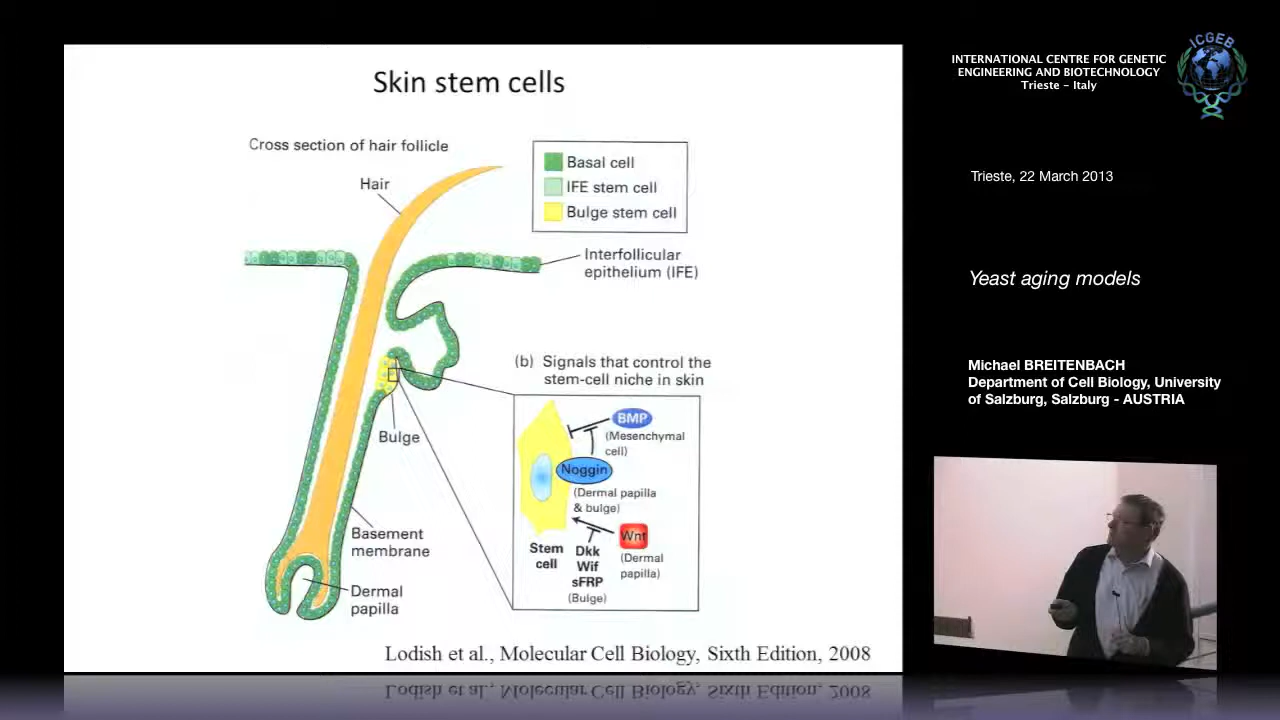 Skin stem cells
Cross section of hair follicle
Hair
Basal cell
IFE stem cell
Bulge stem cell
Interfollicular
epithelium (IFE)
(b) Signals that control the
stem-cell niche in skin
BMP
(Mesenchymal
cell)
Noggin
(Dermal papilla
& bulge)
Wnt
(Dermal
papilla)
Stem
cell
Dkk
Wif
sFRP
(Bulge)
Bulge
Basement
membrane
Dermal
papilla
Lodish et al., Molecular Cell Biology, Sixth Edition, 2008
INTERNATIONAL CENTRE FOR GENETIC
ENGINEERING AND BIOTECHNOLOGY
Trieste - Italy
ICGEB
Trieste, 22 March 2013
Yeast aging models
Michael BREITENBACH
Department of Cell Biology, University
of Salzburg, Salzburg - AUSTRIA